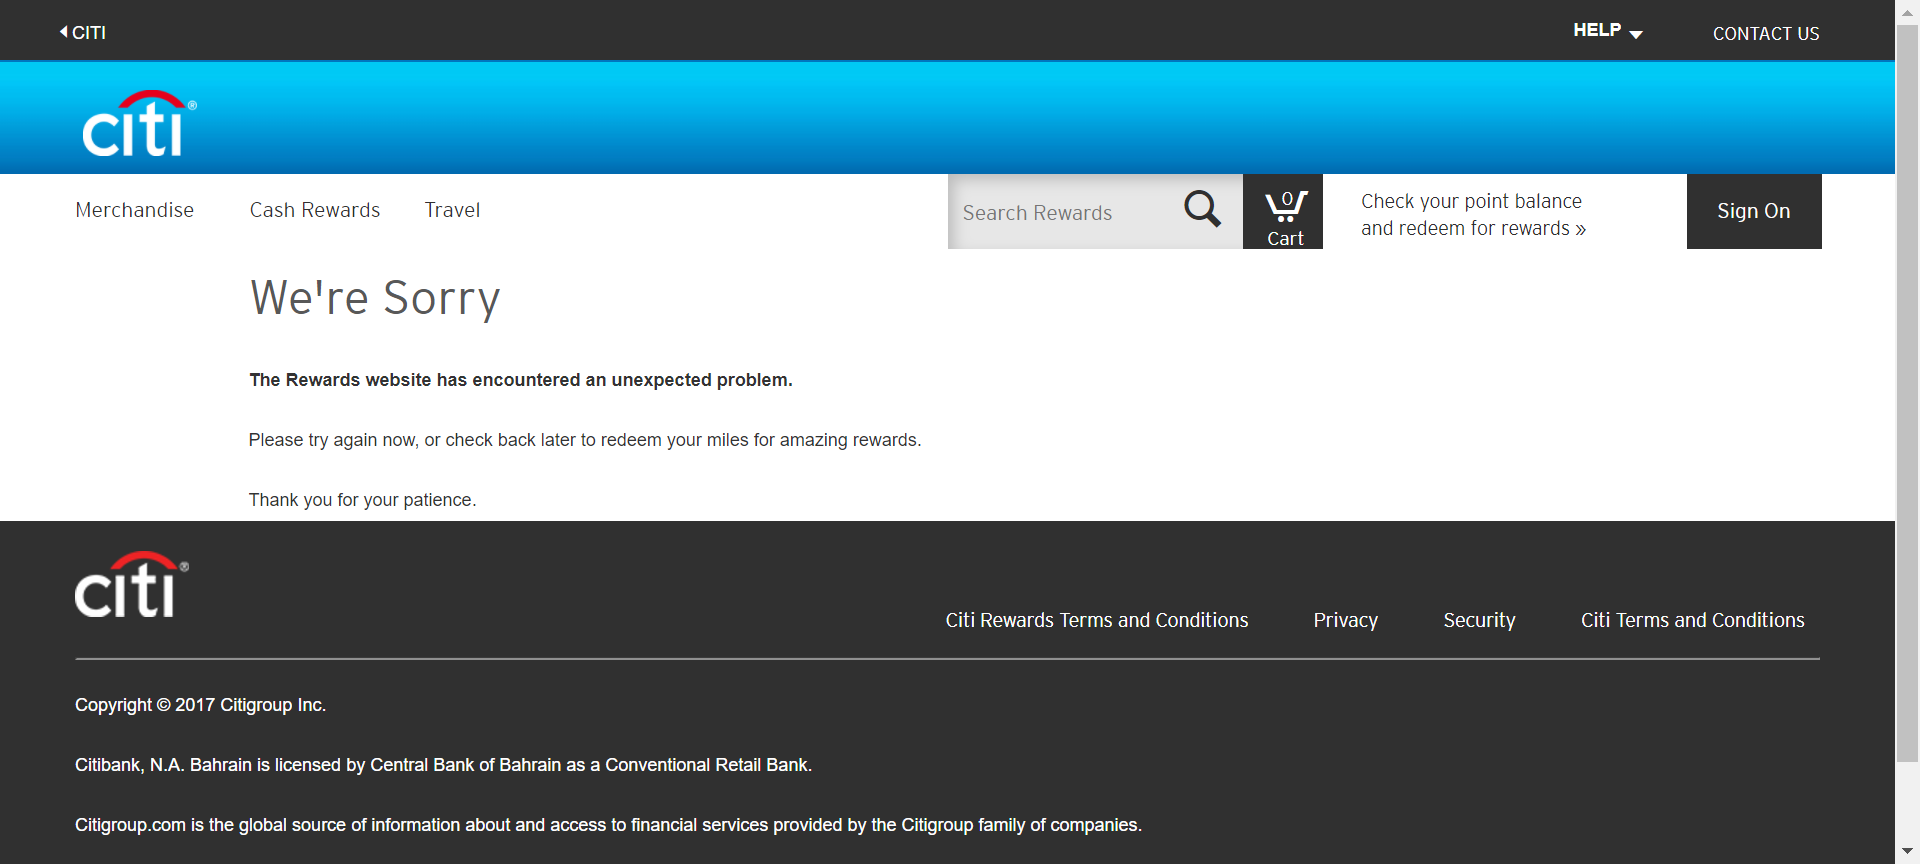 CITI
HELP
CONTACT US
citi®
Merchandise
Cash Rewards
Travel
Search Rewards
0
Cart
Check your point balance
and redeem for rewards »
Sign On
We're Sorry
The Rewards website has encountered an unexpected problem.
Please try again now, or check back later to redeem your miles for amazing rewards.
Thank you for your patience.
citi®
Citi Rewards Terms and Conditions
Privacy
Security
Citi Terms and Conditions
Copyright © 2017 Citigroup Inc.
Citibank, N.A. Bahrain is licensed by Central Bank of Bahrain as a Conventional Retail Bank.
Citigroup.com is the global source of information about and access to financial services provided by the Citigroup family of companies.